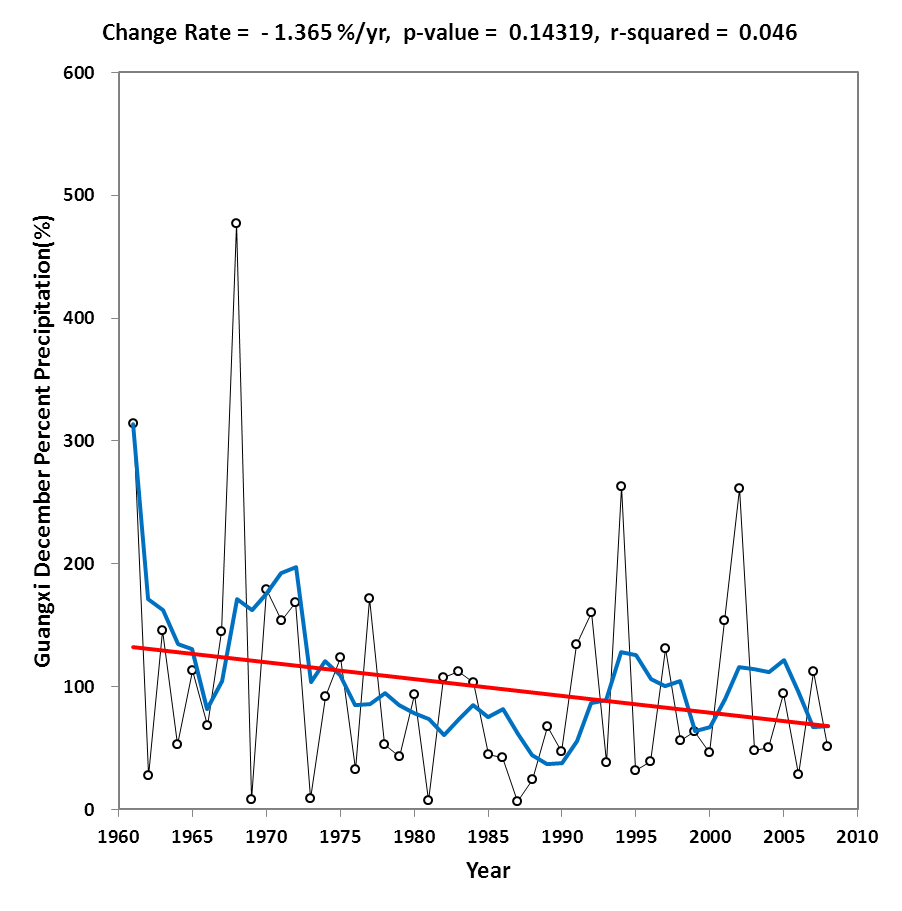 Change Rate = - 1.365 %/yr, p-value = 0.14319, r-squared = 0.046
600
500
400
300
200
100
0
Guangxi December Percent Precipitation(%)
1960 1965 1970 1975 1980 1985 1990 1995 2000 2005 2010
Year